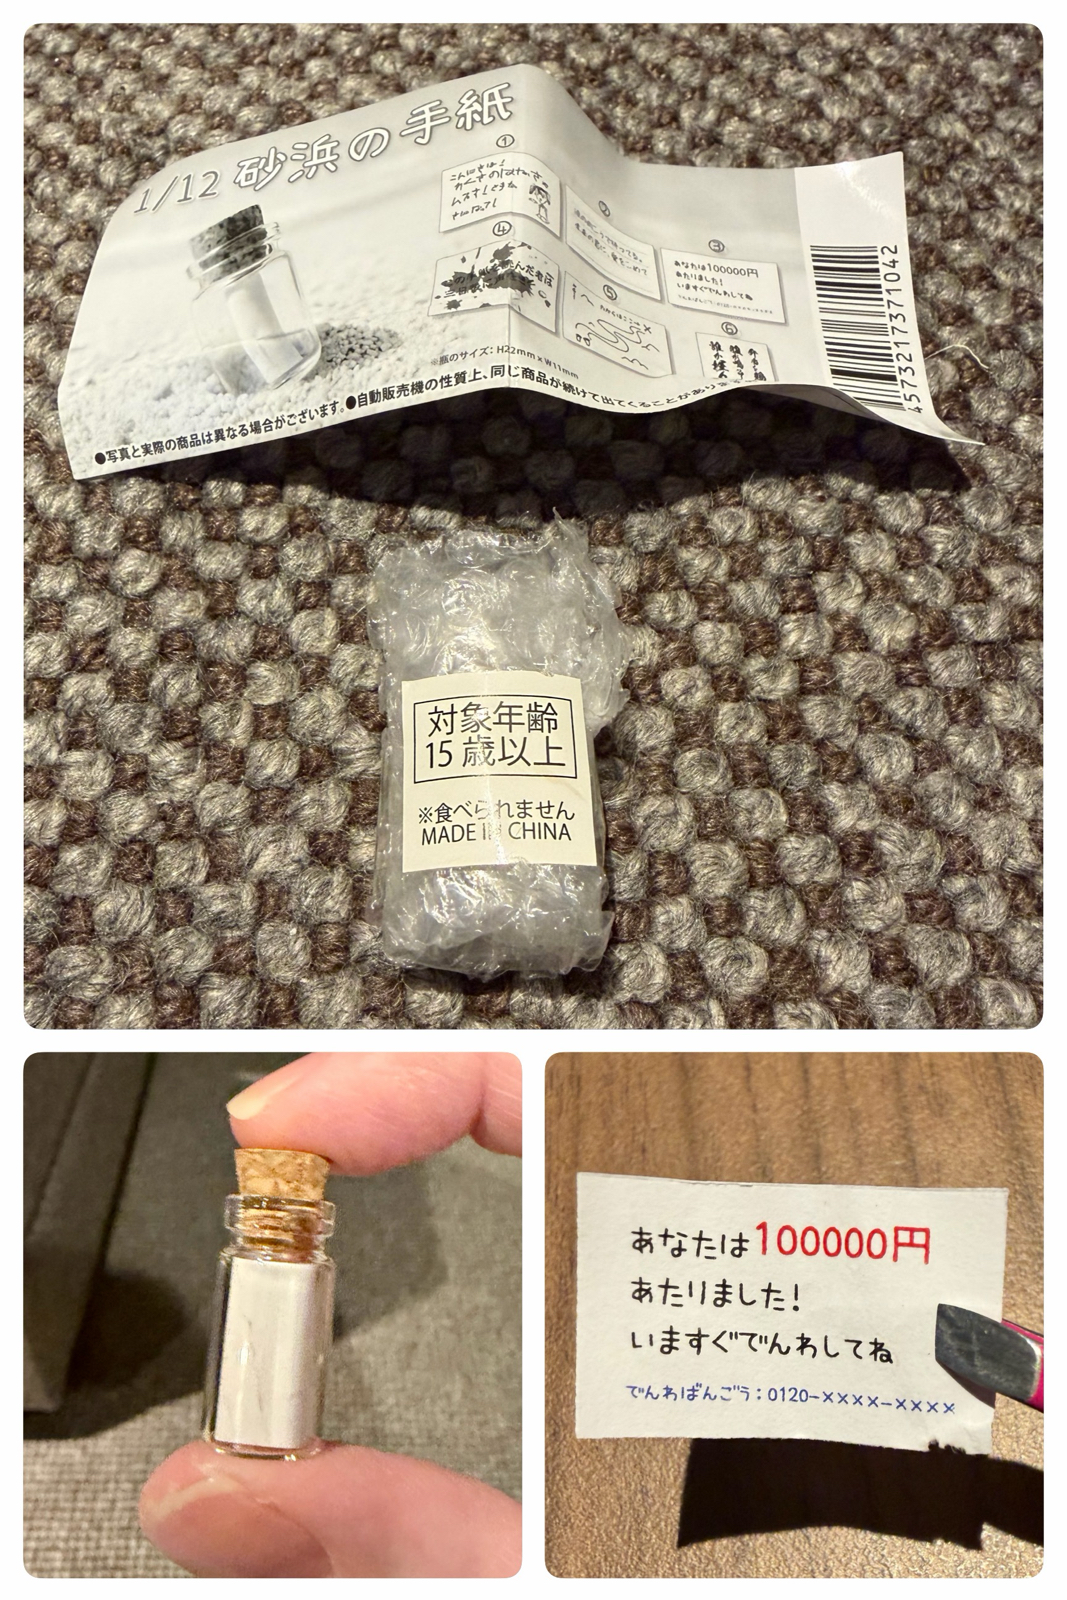 1/12 砂浜の手紙
①
こんにちは!
②
③
あなたは100000円
あたりました!
いますぐでんわしてね
④
⑤
⑥
※瓶のサイズ: H22mm×W11mm
●写真と実際の商品は異なる場合がございます。●自動販売機の性質上、同じ商品が続けて出てくることがあり
4573217371042
対象年齢
15歳以上
※食べられません
MADE IN CHINA
あなたは100000円
あたりました!
いますぐでんわしてね
でんわばんごう:0120-××××-××××